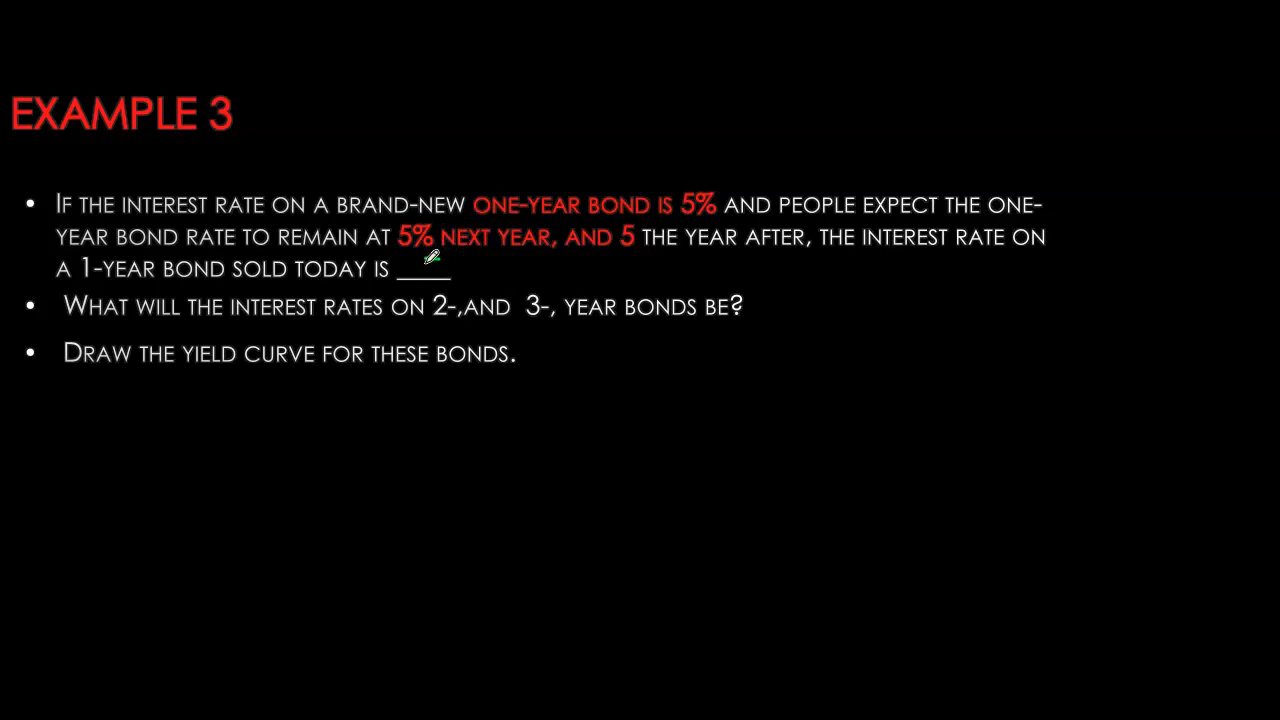 EXAMPLE 3
• IF THE INTEREST RATE ON A BRAND-NEW ONE-YEAR BOND IS 5% AND PEOPLE EXPECT THE ONE-
YEAR BOND RATE TO REMAIN AT 5% NEXT YEAR, AND 5 THE YEAR AFTER, THE INTEREST RATE ON
A 1-YEAR BOND SOLD TODAY IS ____
• WHAT WILL THE INTEREST RATES ON 2-,AND 3-, YEAR BONDS BE?
• DRAW THE YIELD CURVE FOR THESE BONDS.